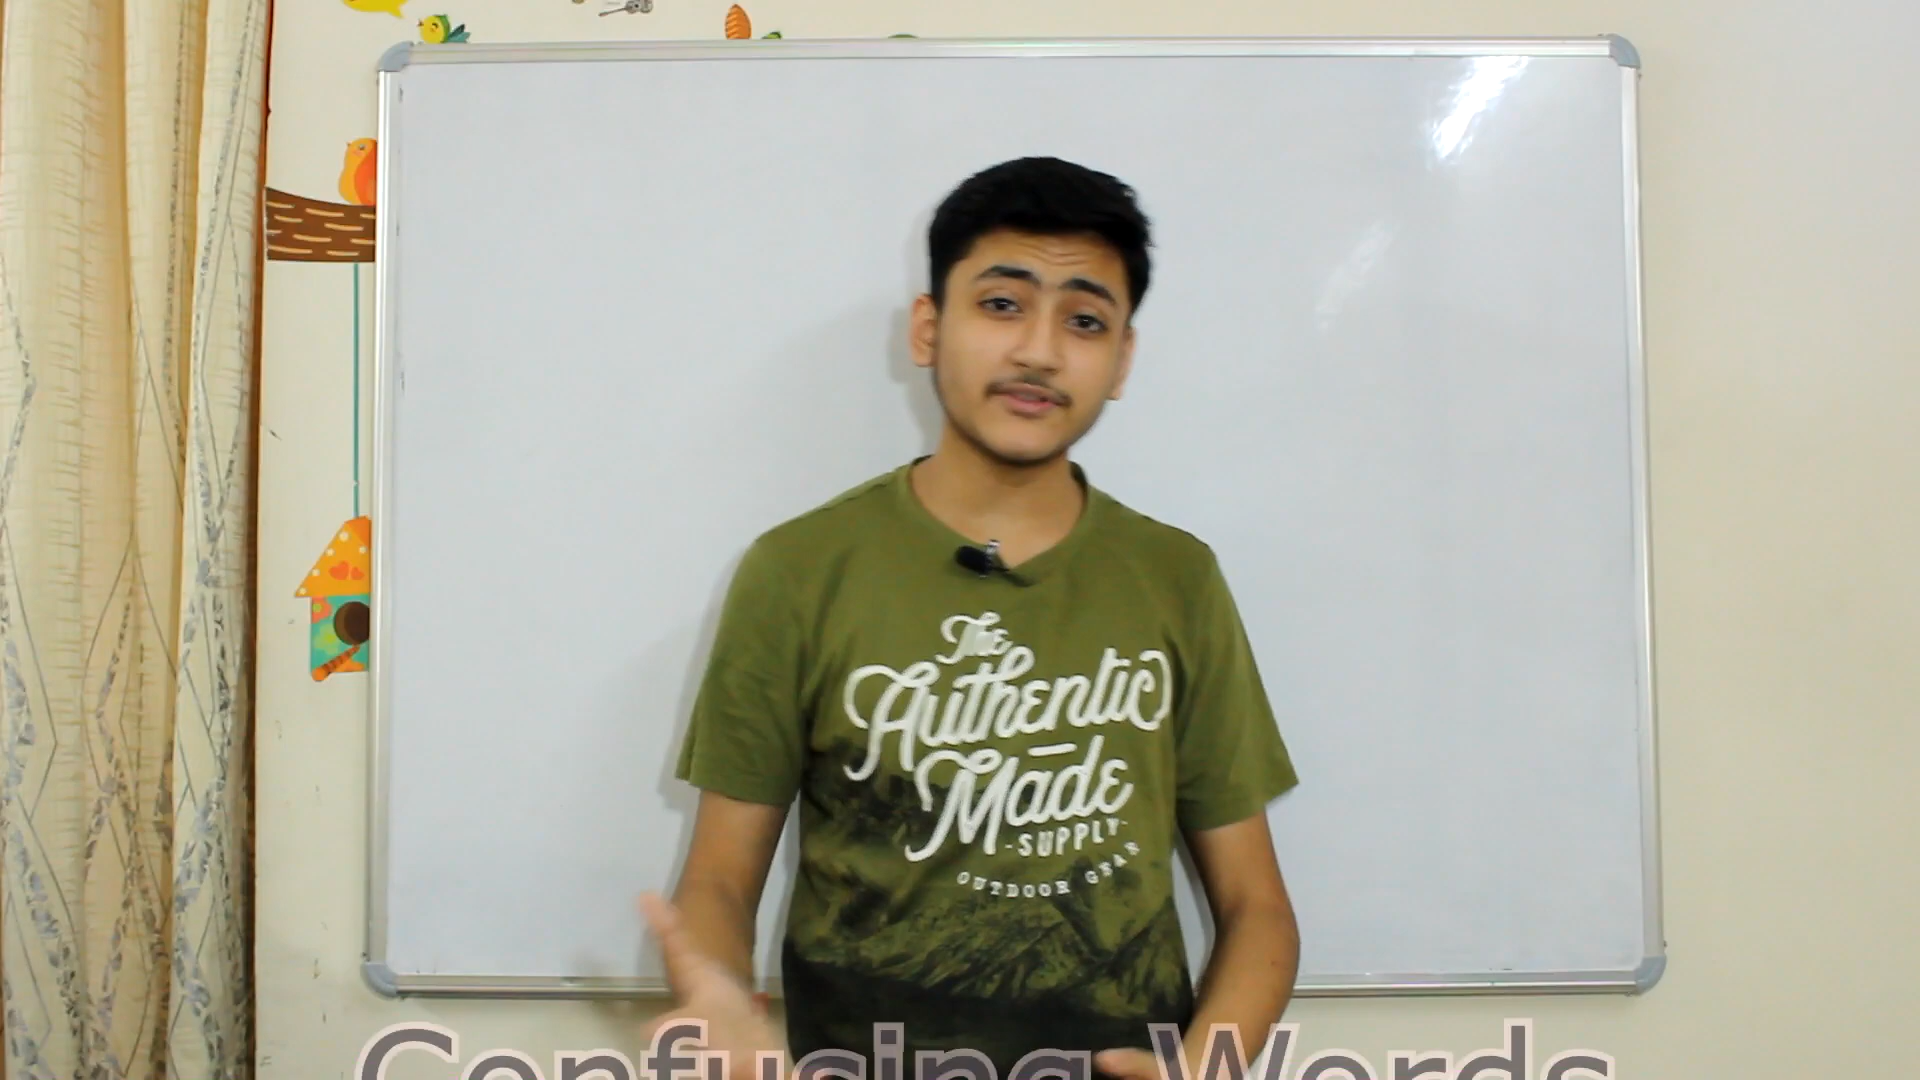 The
Authentic
Made
-SUPPLY-
OUTDOOR GEAR
Confusing Words